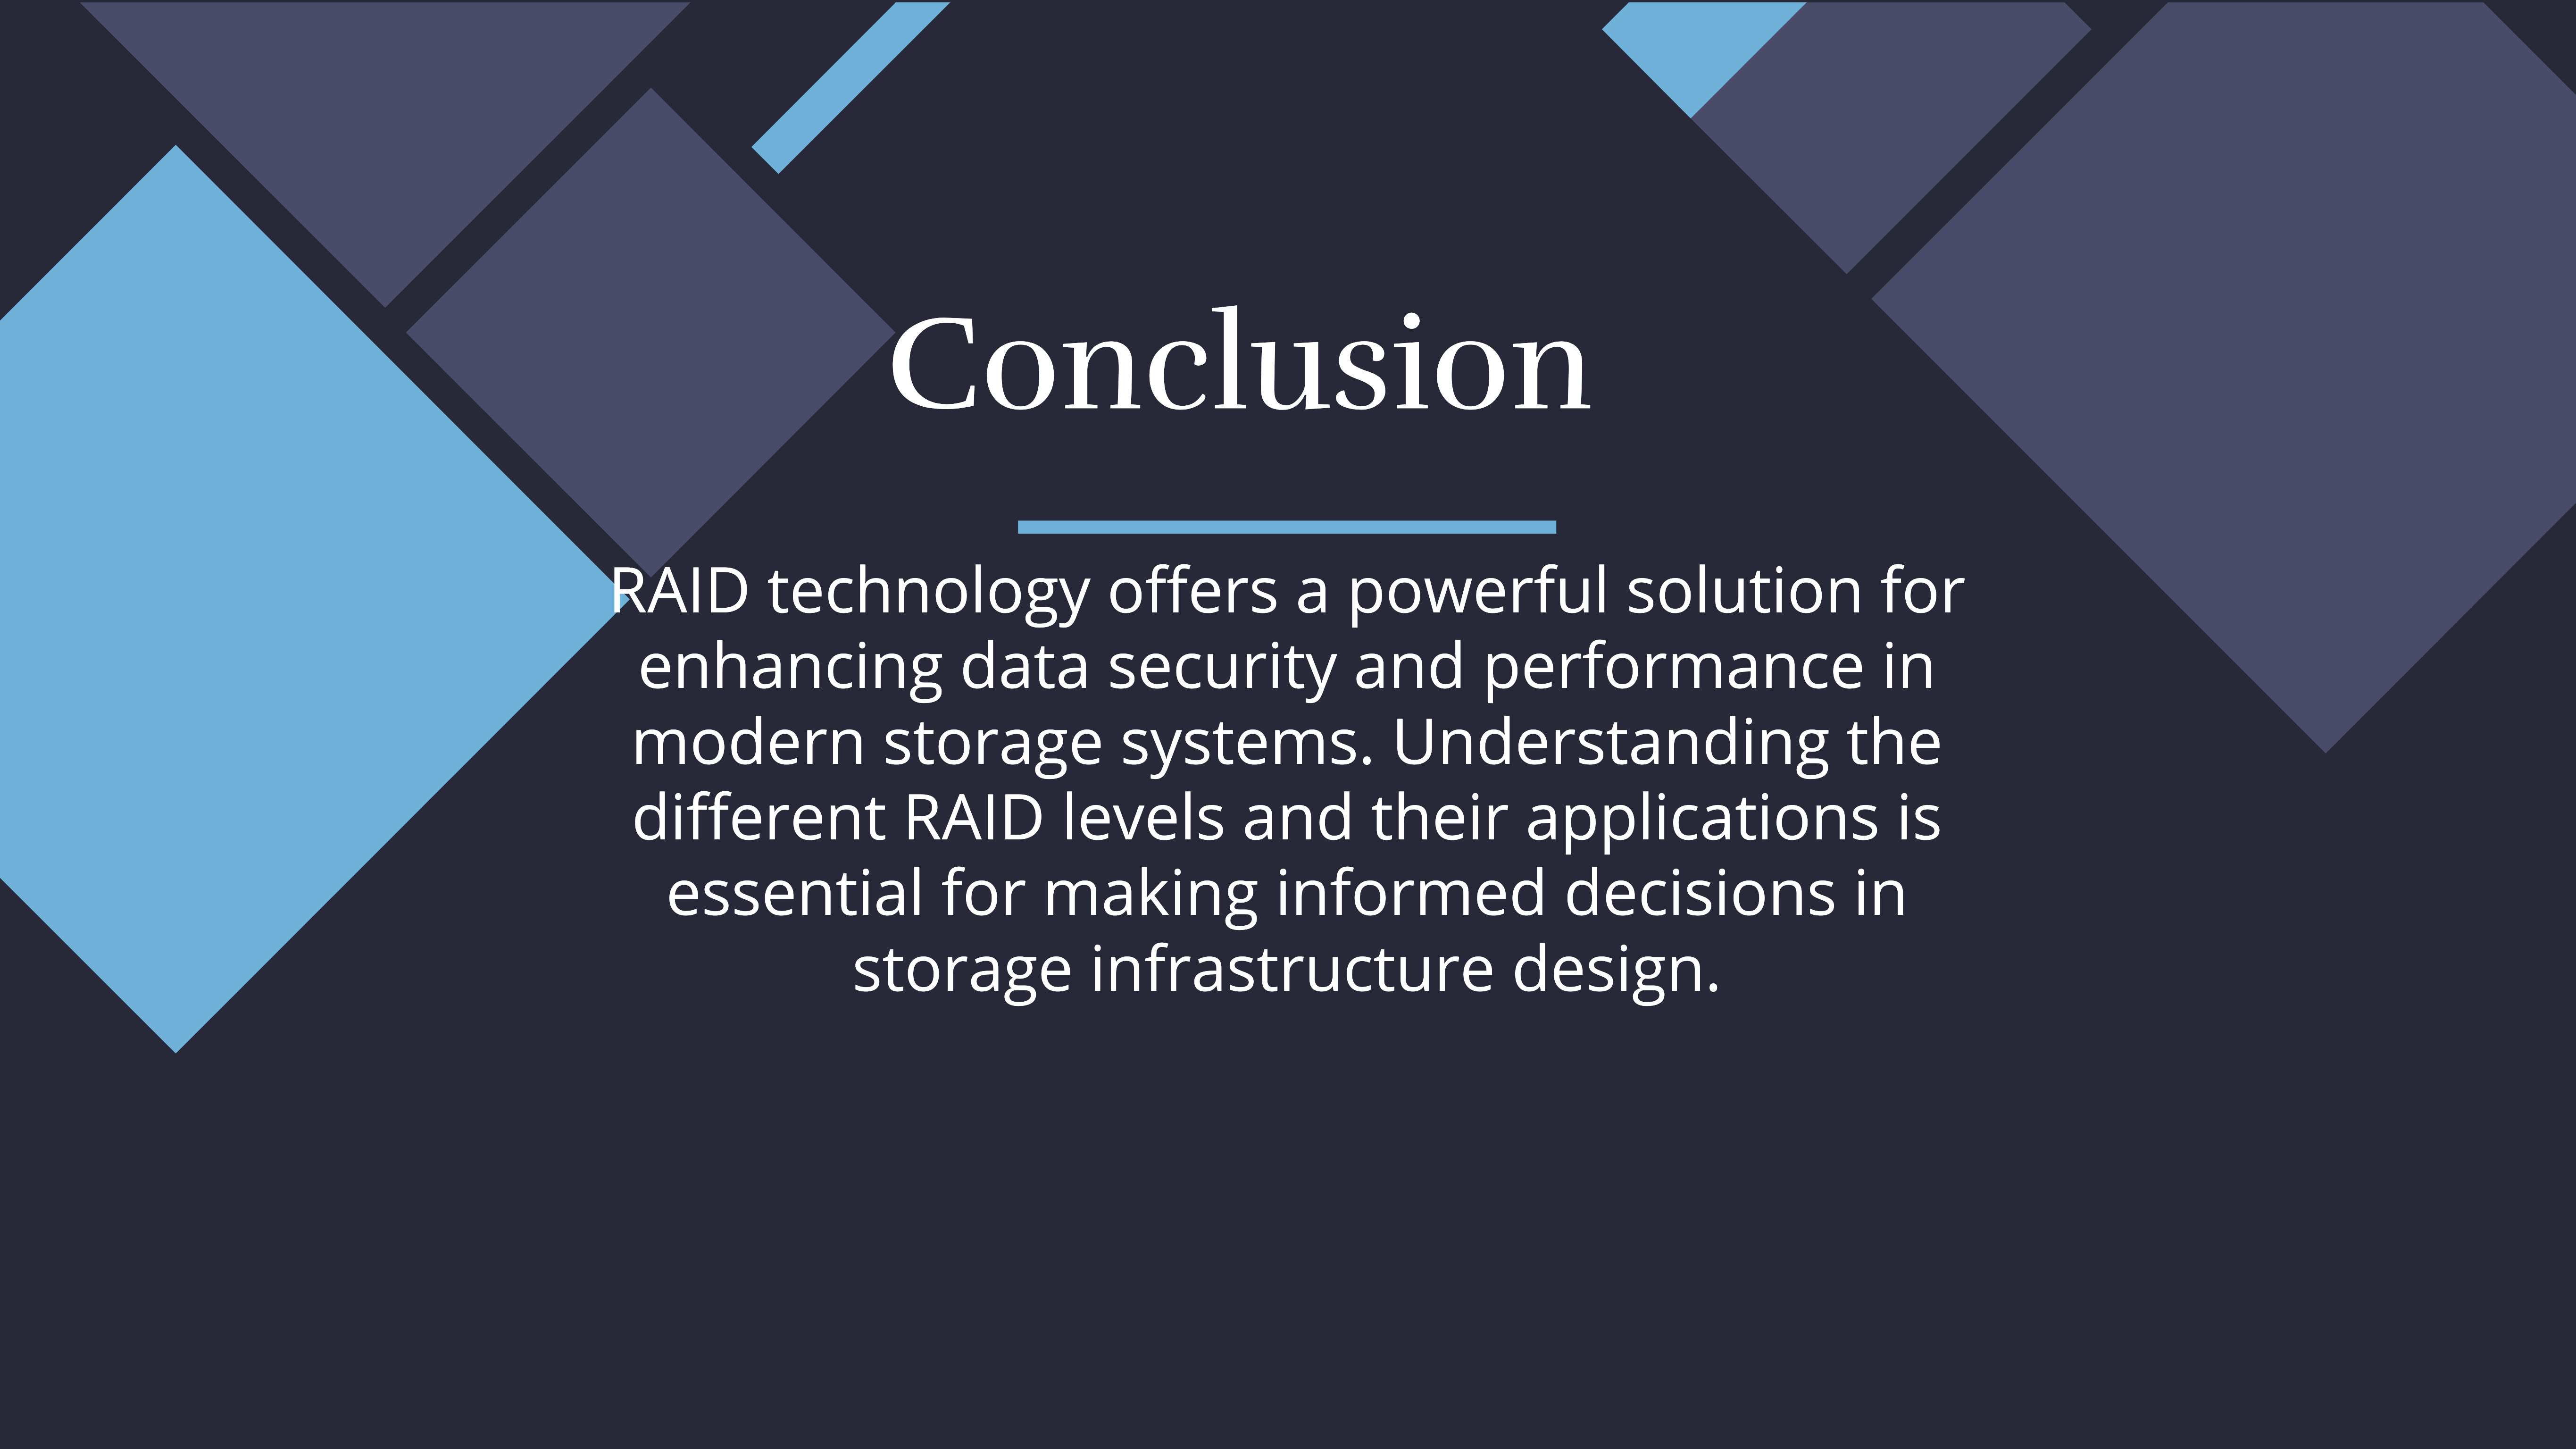 Conclusion
RAID technology offers a powerful solution for
enhancing data security and performance in
modern storage systems. Understanding the
different RAID levels and their applications is
essential for making informed decisions in
storage infrastructure design.